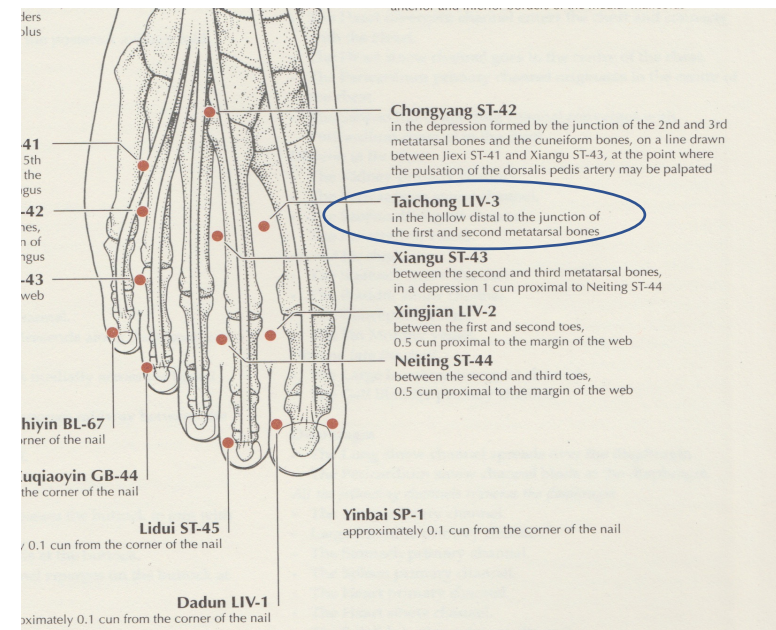 ders
olus
Chongyang ST-42
in the depression formed by the junction of the 2nd and 3rd
metatarsal bones and the cuneiform bones, on a line drawn
between Jiexi ST-41 and Xiangu ST-43, at the point where
the pulsation of the dorsalis pedis artery may be palpated
-41
5th
the
ngus
Taichong LIV-3
in the hollow distal to the junction of
the first and second metatarsal bones
-42
nes,
n of
ngus
Xiangu ST-43
between the second and third metatarsal bones,
in a depression 1 cun proximal to Neiting ST-44
-43
web
Xingjian LIV-2
between the first and second toes,
0.5 cun proximal to the margin of the web
Neiting ST-44
between the second and third toes,
0.5 cun proximal to the margin of the web
hiyin BL-67
orner of the nail
uqiaoyin GB-44
the corner of the nail
Lidui ST-45
y 0.1 cun from the corner of the nail
Yinbai SP-1
approximately 0.1 cun from the corner of the nail
Dadun LIV-1
oximately 0.1 cun from the corner of the nail